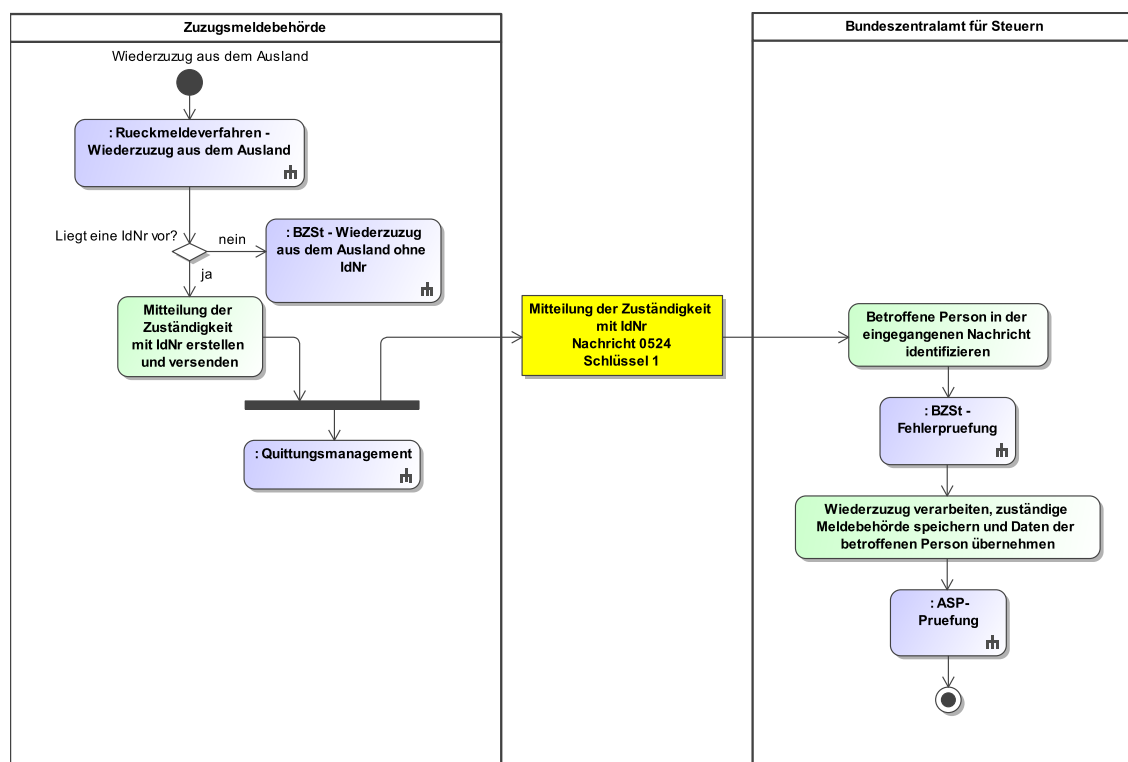 Zuzugsmeldebehörde
Wiederzuzug aus dem Ausland
: Rueckmeldeverfahren -
Wiederzuzug aus dem Ausland
Liegt eine IdNr vor?
nein
: BZSt - Wiederzuzug
aus dem Ausland ohne
IdNr
ja
Mitteilung der
Zuständigkeit
mit IdNr erstellen
und versenden
: Quittungsmanagement
Mitteilung der Zuständigkeit
mit IdNr
Nachricht 0524
Schlüssel 1
Bundeszentralamt für Steuern
Betroffene Person in der
eingegangenen Nachricht
identifizieren
: BZSt -
Fehlerpruefung
Wiederzuzug verarbeiten, zuständige
Meldebehörde speichern und Daten der
betroffenen Person übernehmen
: ASP-
Pruefung